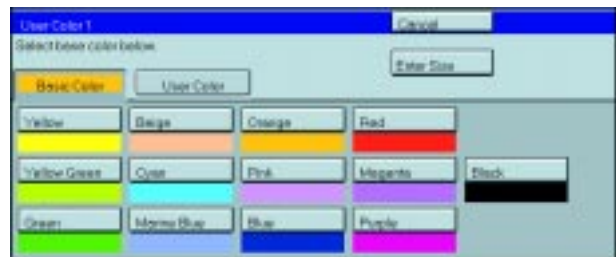 User Color 1 Cancel
Select base color below.
Enter Size
Basic Color User Color
Yellow Beige Orange Red
Yellow Green Cyan Pink Magenta Black
Green Marine Blue Blue Purple